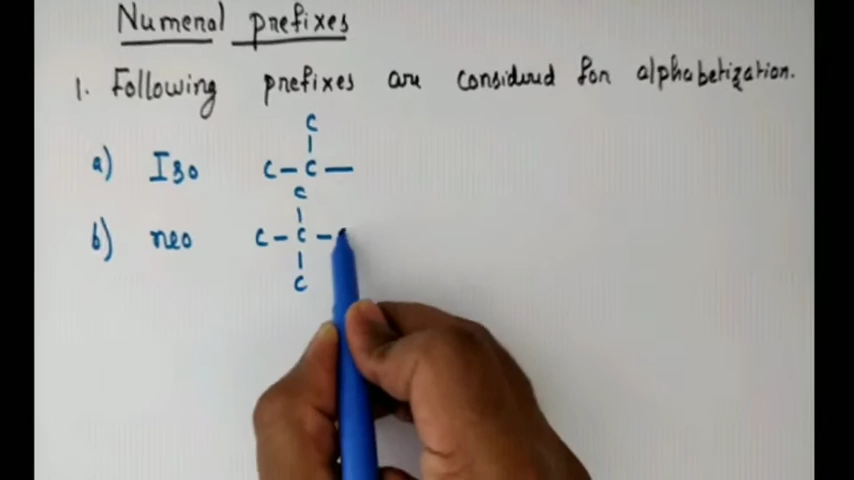 Numeral prefixes
1. Following prefixes are considered for alphabetization.
C
|
a) Iso C – C –
C
|
b) neo C – C – C
|
C